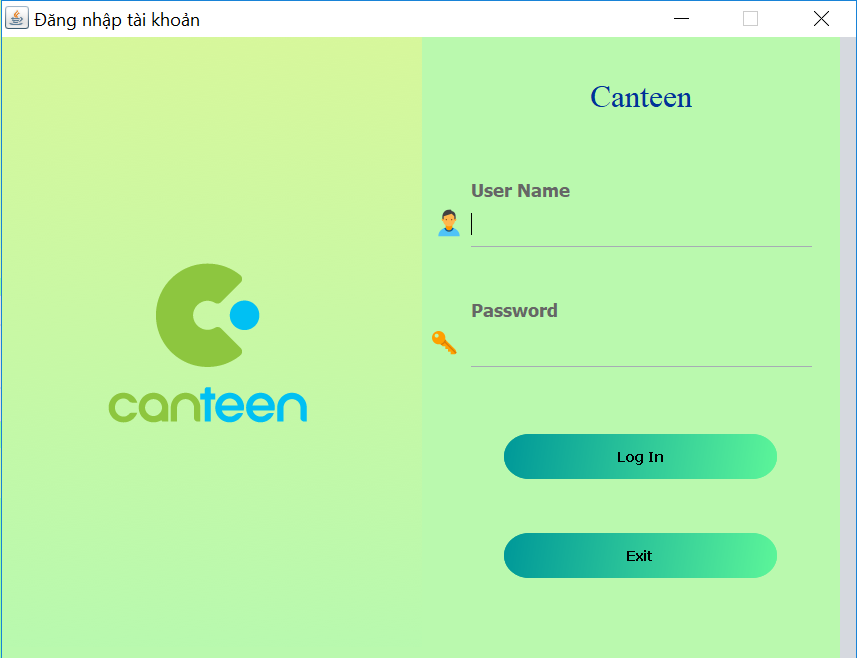 Đăng nhập tài khoản
canteen
Canteen
User Name
Password
Log In
Exit